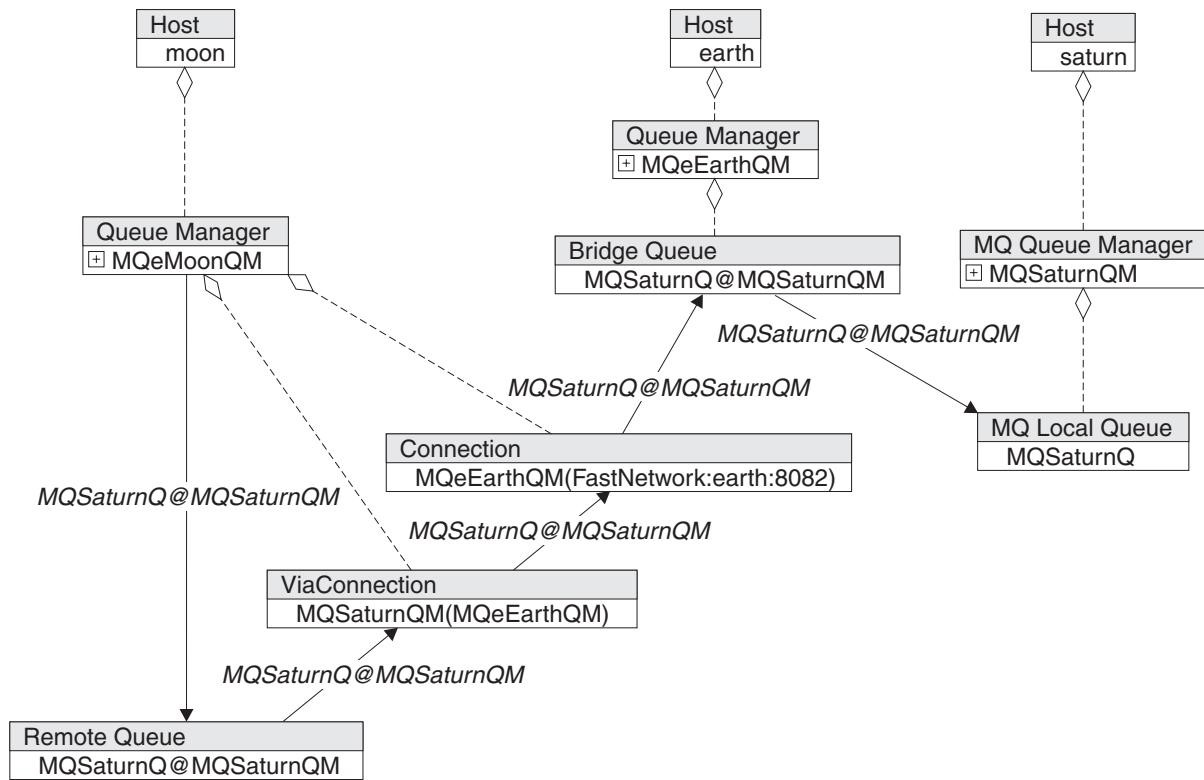 Host
moon
Host
earth
Host
saturn
Queue Manager
MQeEarthQM
Queue Manager
MQeMoonQM
Bridge Queue
MQSaturnQ@MQSaturnQM
MQ Queue Manager
MQSaturnQM
MQSaturnQ@MQSaturnQM
MQSaturnQ@MQSaturnQM
MQ Local Queue
MQSaturnQ
Connection
MQeEarthQM(FastNetwork:earth:8082)
MQSaturnQ@MQSaturnQM
MQSaturnQ@MQSaturnQM
ViaConnection
MQSaturnQM(MQeEarthQM)
MQSaturnQ@MQSaturnQM
Remote Queue
MQSaturnQ@MQSaturnQM